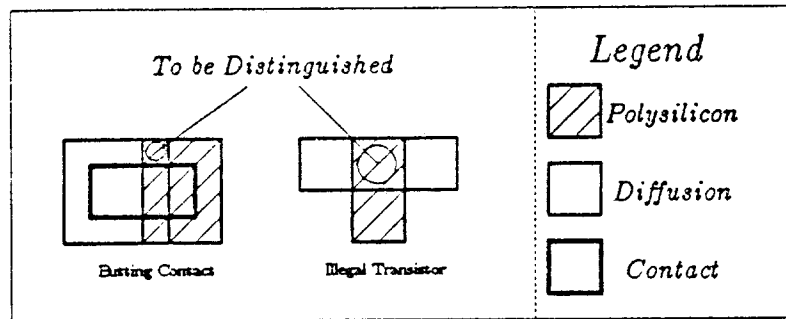 To be Distinguished
Butting Contact
Illegal Transistor
Legend
Polysilicon
Diffusion
Contact